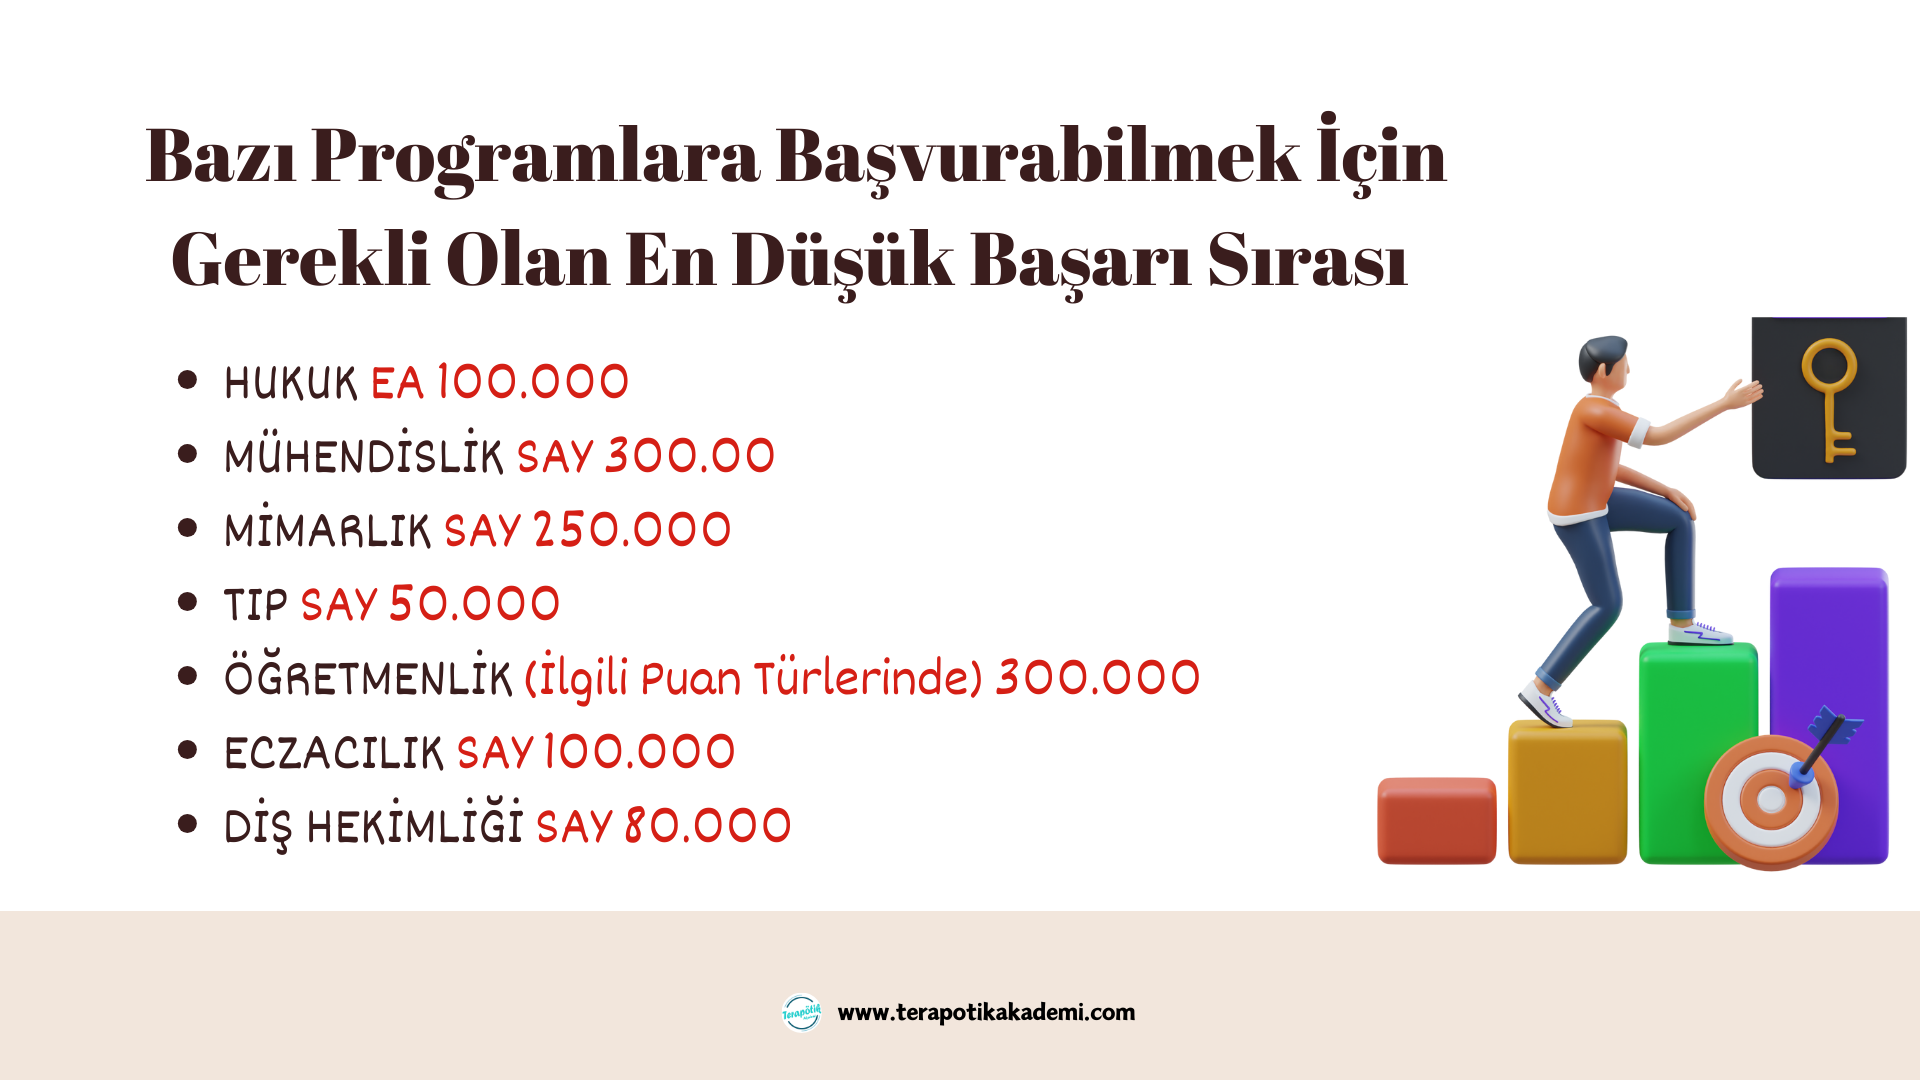 Bazı Programlara Başvurabilmek İçin
Gerekli Olan En Düşük Başarı Sırası
HUKUK EA 100.000
MÜHENDİSLİK SAY 300.00
MİMARLIK SAY 250.000
TIP SAY 50.000
ÖĞRETMENLİK (İlgili Puan Türlerinde) 300.000
ECZACILIK SAY 100.000
DİŞ HEKİMLİĞİ SAY 80.000
Terapötik
www.terapotikakademi.com